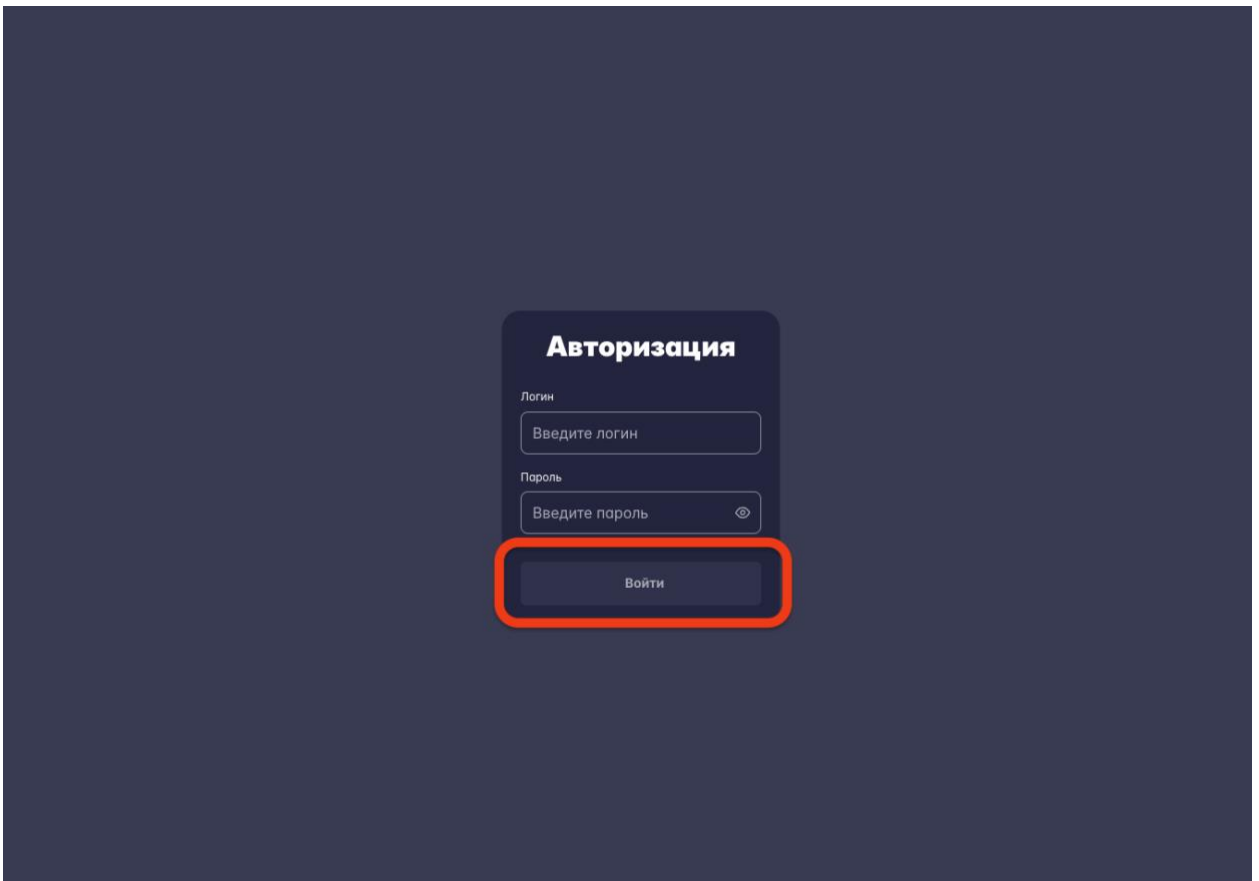 Авторизация
Логин
Введите логин
Пароль
Введите пароль
Войти